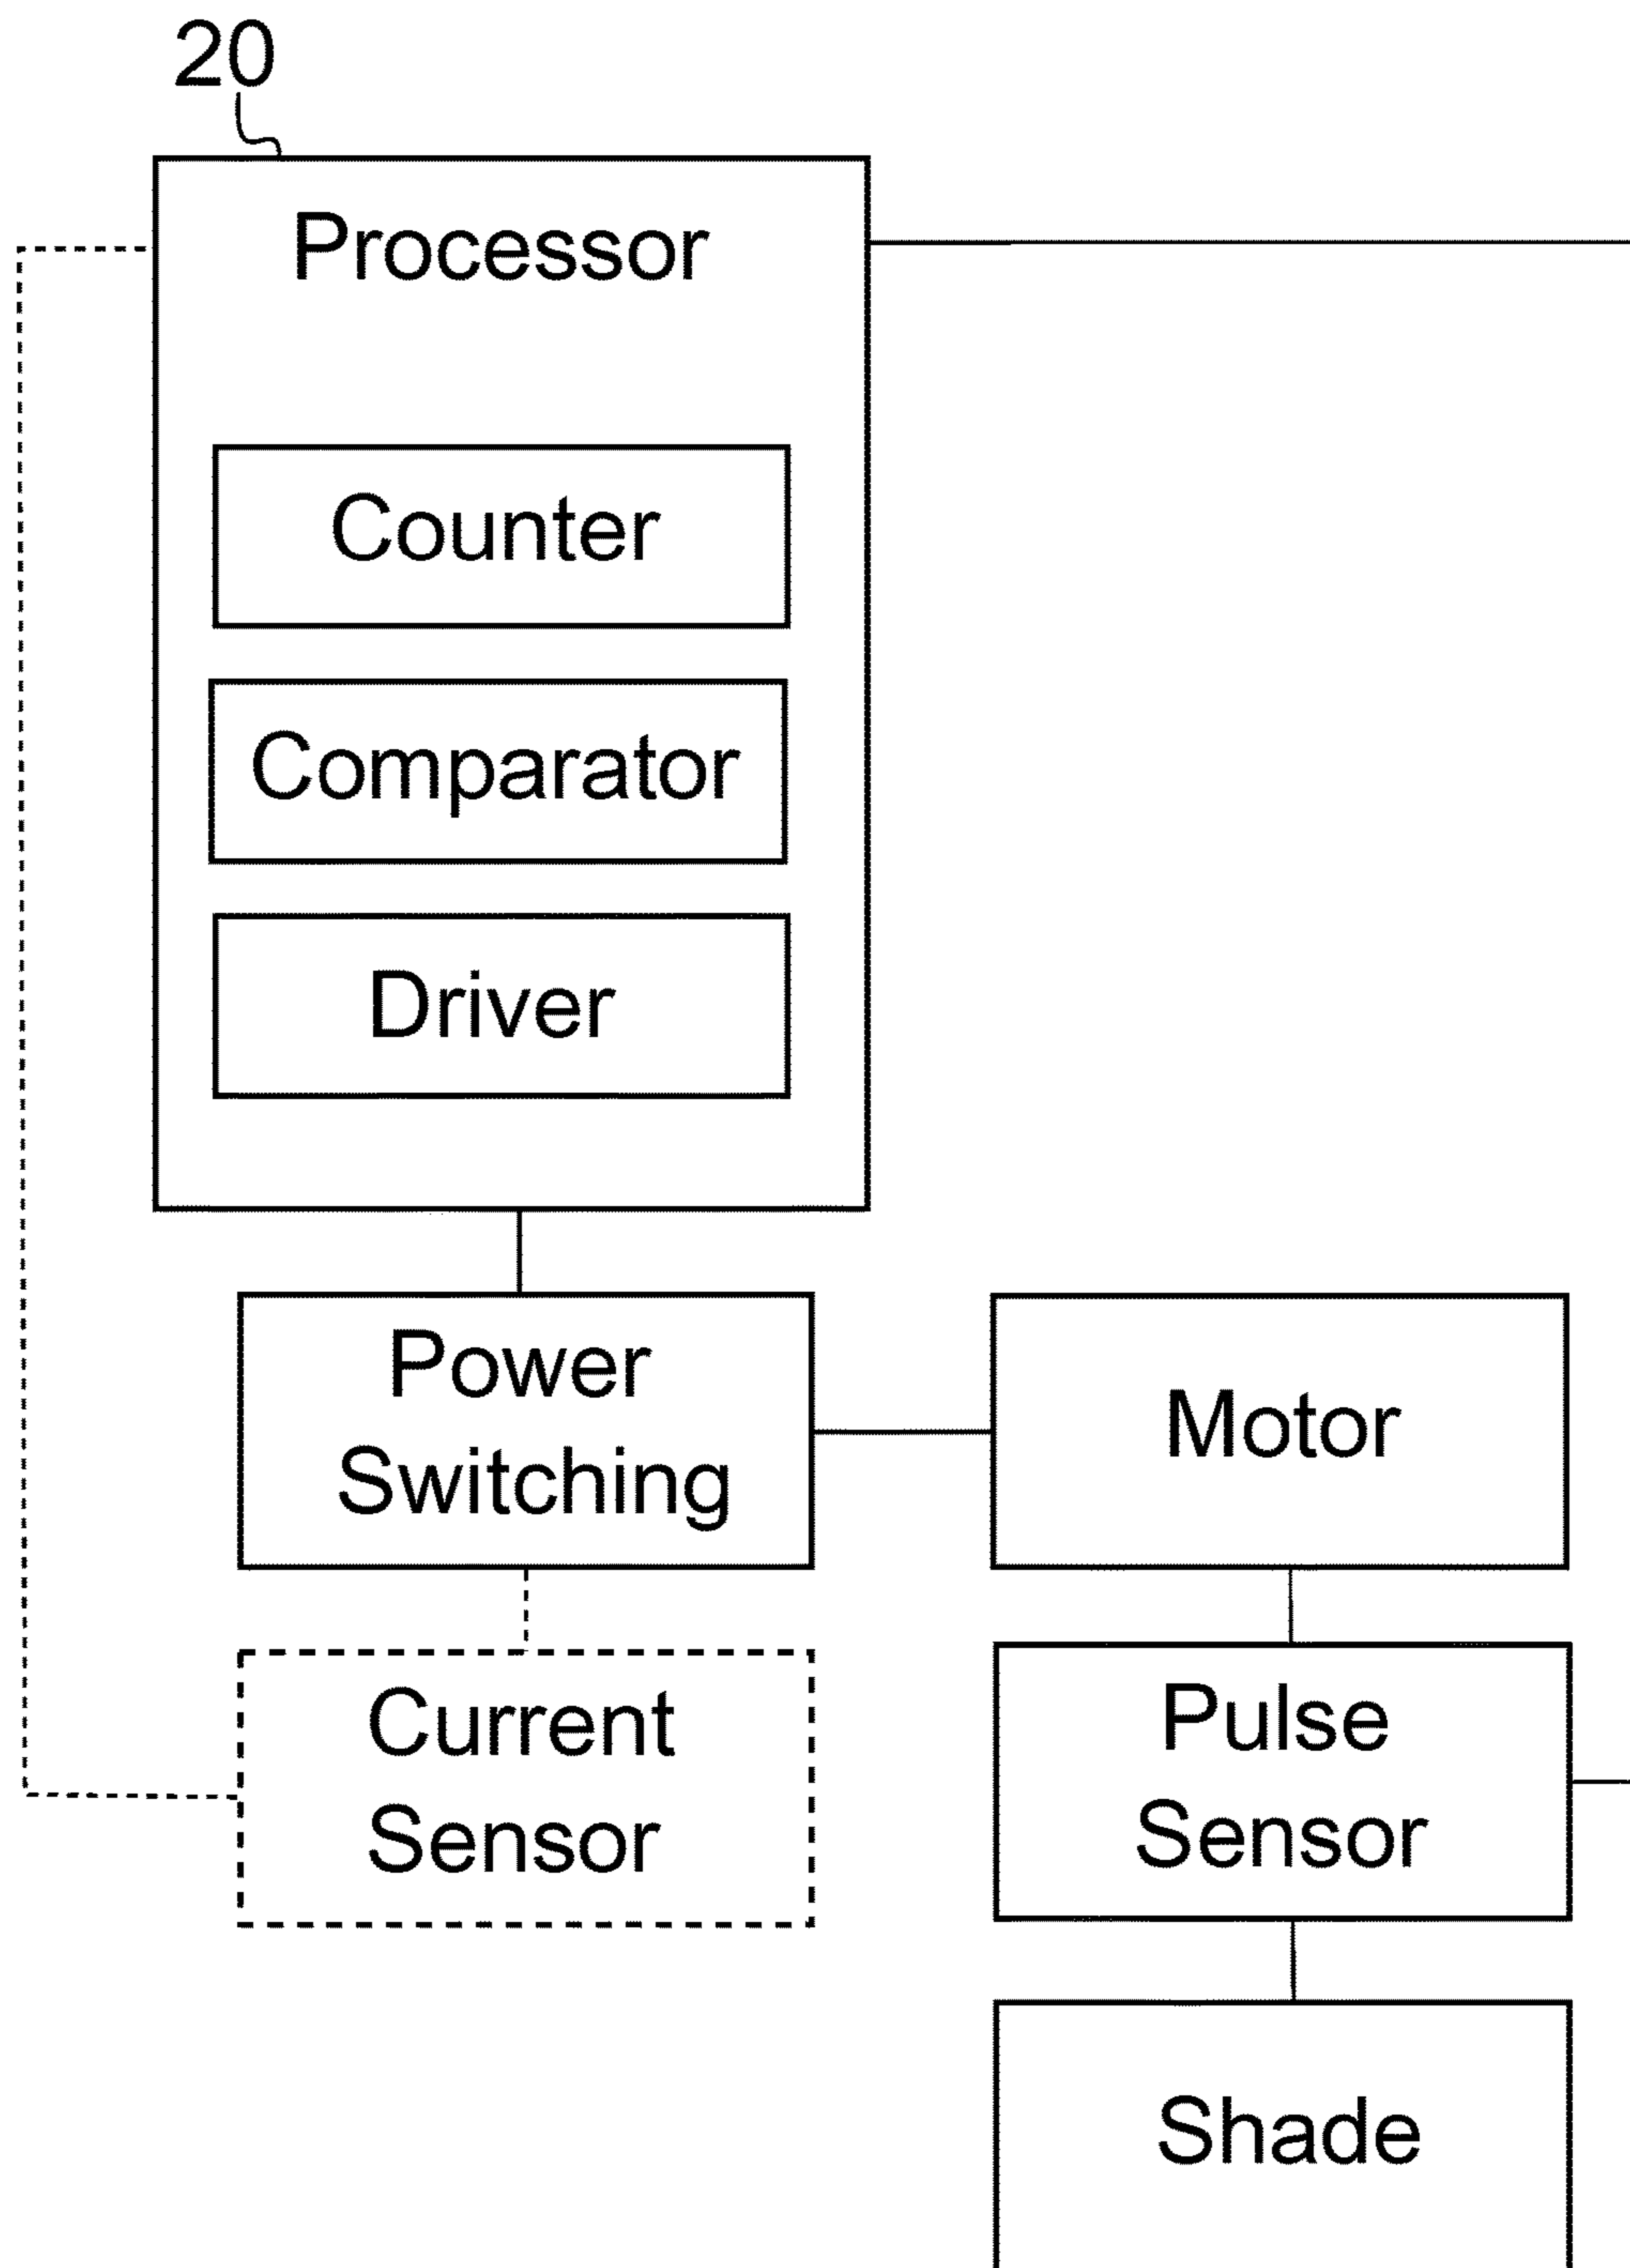 20
Processor
Counter
Comparator
Driver
Power
Switching
Motor
Current
Sensor
Pulse
Sensor
Shade